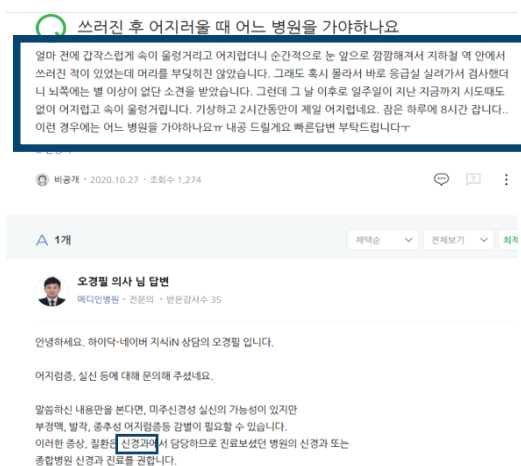 쓰러진 후 어지러울 때 어느 병원을 가야하나요
얼마 전에 갑작스럽게 속이 울렁거리고 어지럽더니 순간적으로 눈 앞으로 깜깜해져서 지하철 역 안에서
쓰러진 적이 있었는데 머리를 부딪히진 않았습니다. 그래도 혹시 몰라서 바로 응급실 실려가서 검사했더
니 뇌쪽에는 별 이상이 없단 소견을 받았습니다. 그런데 그 날 이후로 일주일이 지난 지금까지 시도때도
없이 어지럽고 속이 울렁거립니다. 기상하고 2시간동안이 제일 어지럽네요. 잠은 하루에 8시간 잡니다..
이런 경우에는 어느 병원을 가야하나요ㅠ 내공 드릴게요 빠른답변 부탁드립니다ㅜ
비공개 · 2020.10.27 · 조회수 1,274
A 1개
채택순 전체보기 최적
오경필 의사 님 답변
메디인병원 · 전문의 · 받은감사수 35
안녕하세요. 하이닥-네이버 지식iN 상담의 오경필 입니다.
어지럼증, 실신 등에 대해 문의해 주셨네요.
말씀하신 내용만을 본다면, 미주신경성 실신의 가능성이 있지만
부정맥, 발작, 중추성 어지럼증등 감별이 필요할 수 있습니다.
이러한 증상, 질환은 신경과에서 담당하므로 진료보셨던 병원의 신경과 또는
종합병원 신경과 진료를 권합니다.